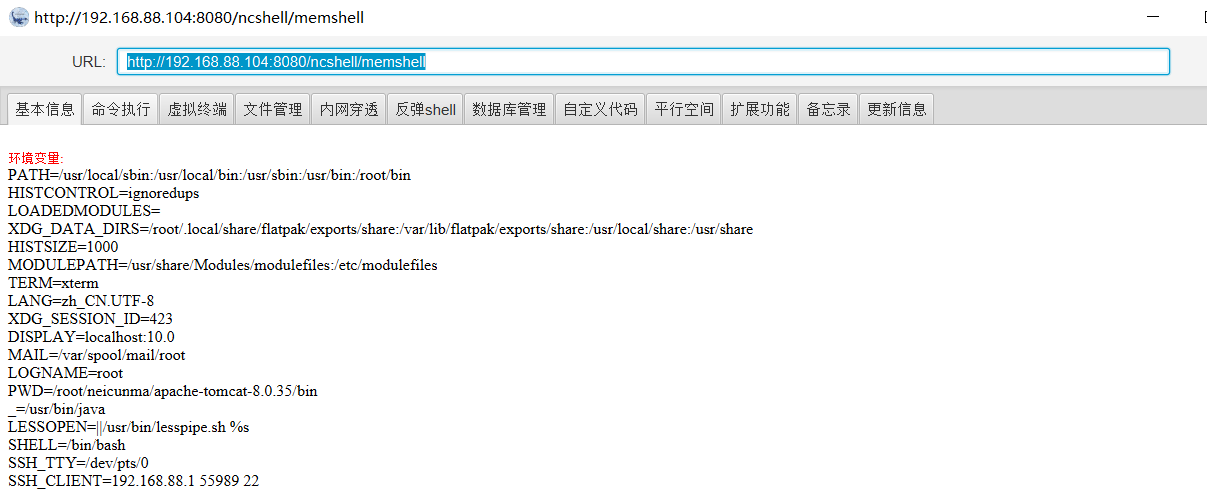 http://192.168.88.104:8080/ncshell/memshell
URL: http://192.168.88.104:8080/ncshell/memshell
基本信息 命令执行 虚拟终端 文件管理 内网穿透 反弹shell 数据库管理 自定义代码 平行空间 扩展功能 备忘录 更新信息
环境变量:
PATH=/usr/local/sbin:/usr/local/bin:/usr/sbin:/usr/bin:/root/bin
HISTCONTROL=ignoredups
LOADEDMODULES=
XDG_DATA_DIRS=/root/.local/share/flatpak/exports/share:/var/lib/flatpak/exports/share:/usr/local/share:/usr/share
HISTSIZE=1000
MODULEPATH=/usr/share/Modules/modulefiles:/etc/modulefiles
TERM=xterm
LANG=zh_CN.UTF-8
XDG_SESSION_ID=423
DISPLAY=localhost:10.0
MAIL=/var/spool/mail/root
LOGNAME=root
PWD=/root/neicunma/apache-tomcat-8.0.35/bin
_=/usr/bin/java
LESSOPEN=||/usr/bin/lesspipe.sh %s
SHELL=/bin/bash
SSH_TTY=/dev/pts/0
SSH_CLIENT=192.168.88.1 55989 22